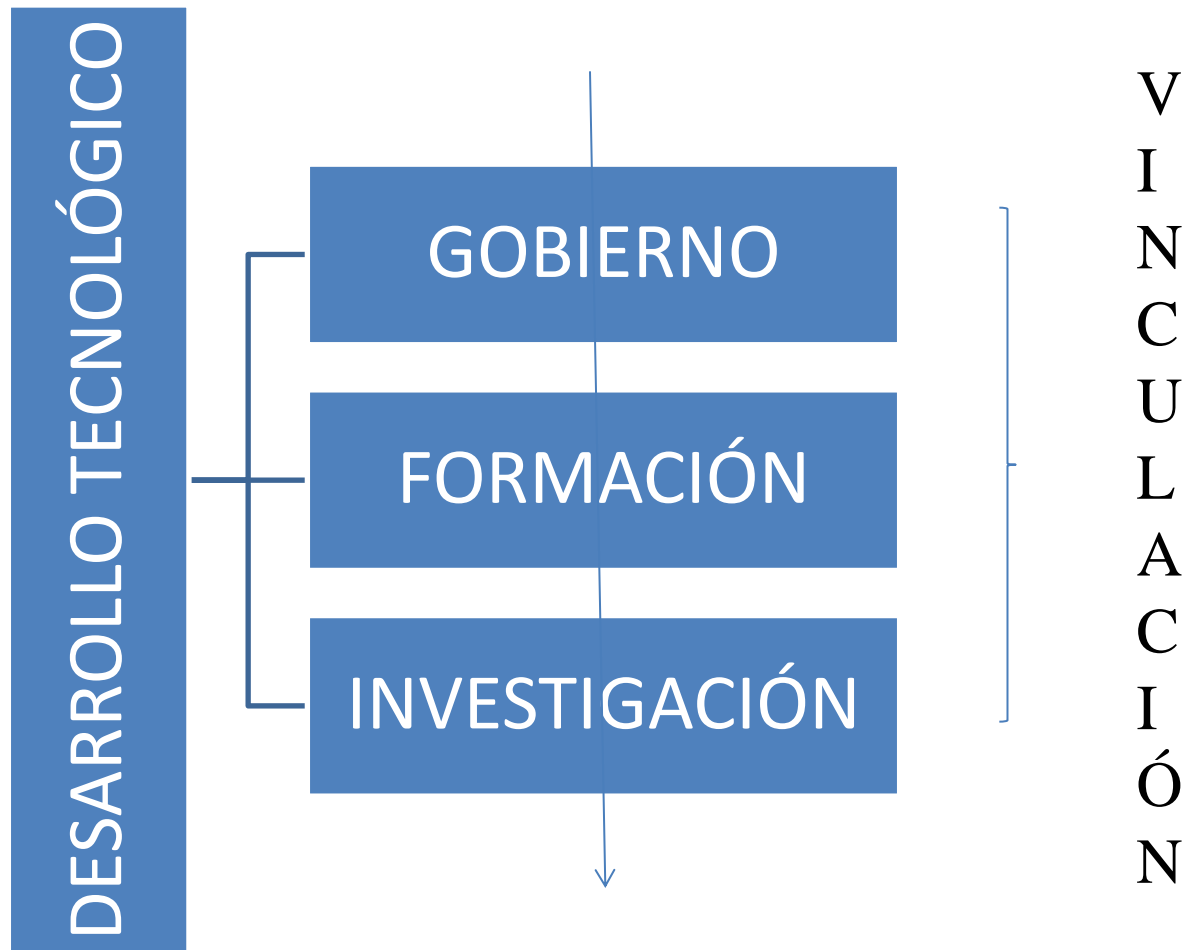 DESARROLLO TECNOLÓGICO
GOBIERNO
FORMACIÓN
INVESTIGACIÓN
V
I
N
C
U
L
A
C
I
Ó
N